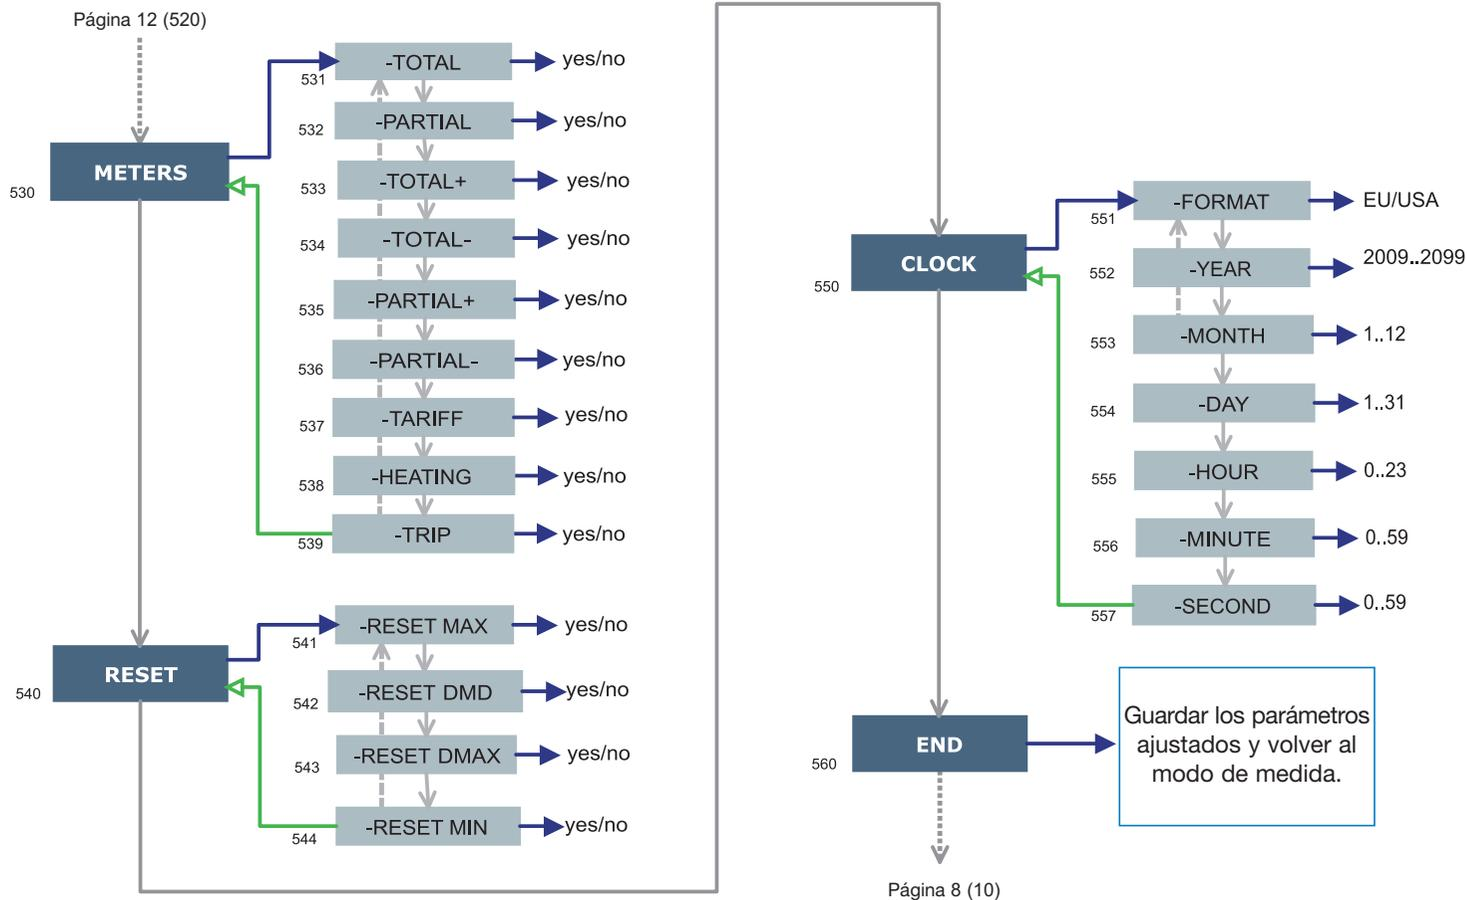 Página 12 (520)
530
METERS
531
-TOTAL
yes/no
532
-PARTIAL
yes/no
533
-TOTAL+
yes/no
534
-TOTAL-
yes/no
535
-PARTIAL+
yes/no
536
-PARTIAL-
yes/no
537
-TARIFF
yes/no
538
-HEATING
yes/no
539
-TRIP
yes/no
540
RESET
541
-RESET MAX
yes/no
542
-RESET DMD
yes/no
543
-RESET DMAX
yes/no
544
-RESET MIN
yes/no
550
CLOCK
551
-FORMAT
EU/USA
552
-YEAR
2009..2099
553
-MONTH
1..12
554
-DAY
1..31
555
-HOUR
0..23
556
-MINUTE
0..59
557
-SECOND
0..59
560
END
Guardar los parámetros
ajustados y volver al
modo de medida.
Página 8 (10)